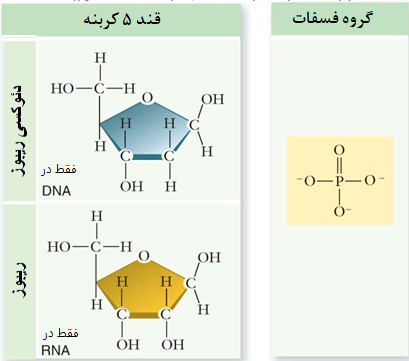 گروه فسفات
قند ۵ کربنه
دئوکسی ریبوز
H
HO C H
O OH
H H C
H C C H
OH H
فقط در
DNA
ریبوز
H
HO C H
O OH
H H C
H C C H
OH OH
فقط در
RNA
O
⁻O P O⁻
O⁻